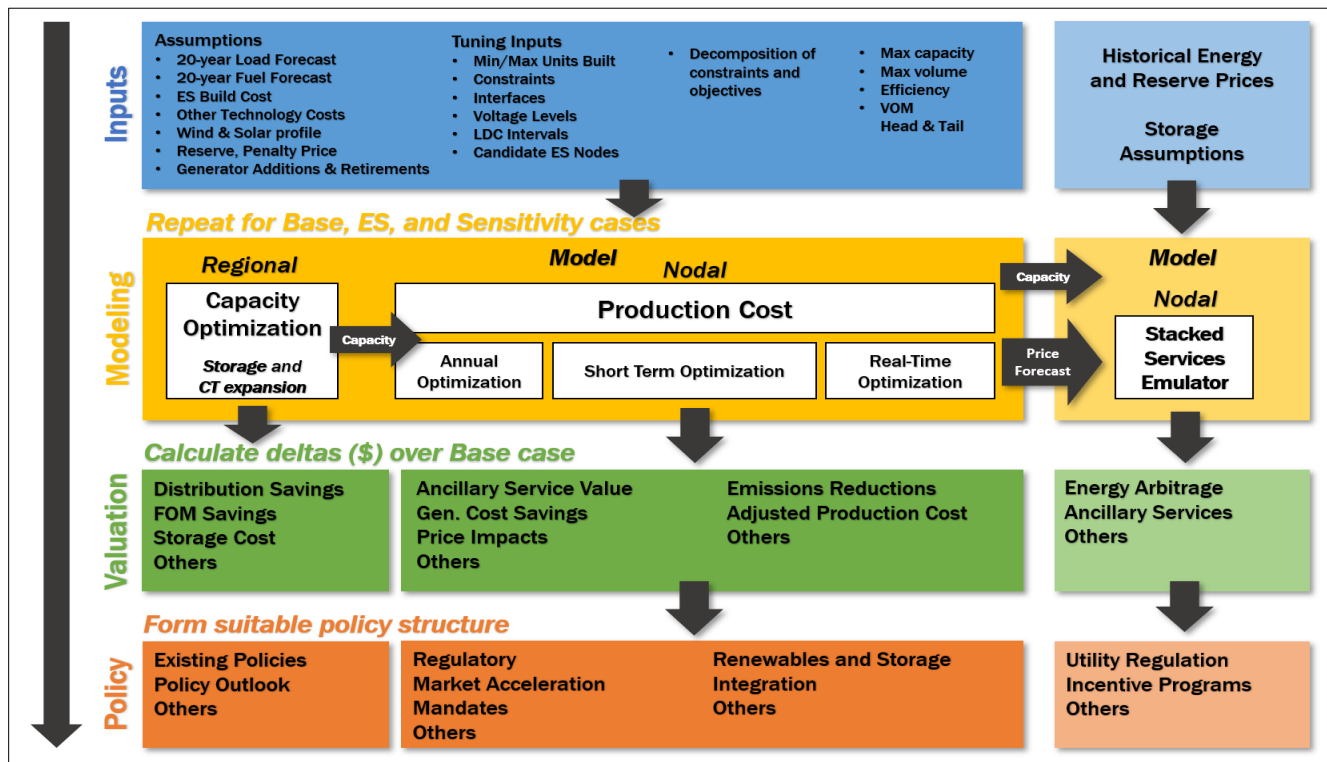 Inputs
Assumptions
• 20-year Load Forecast
• 20-year Fuel Forecast
• ES Build Cost
• Other Technology Costs
• Wind & Solar profile
• Reserve, Penalty Price
• Generator Additions & Retirements
Tuning Inputs
• Min/Max Units Built
• Constraints
• Interfaces
• Voltage Levels
• LDC Intervals
• Candidate ES Nodes
• Decomposition of
constraints and
objectives
• Max capacity
• Max volume
• Efficiency
• VOM
Head & Tail
Historical Energy
and Reserve Prices
Storage
Assumptions
Repeat for Base, ES, and Sensitivity cases
Modeling
Regional
Model
Nodal
Capacity
Optimization
Storage and
CT expansion
Capacity
Production Cost
Annual
Optimization
Short Term Optimization
Real-Time
Optimization
Capacity
Price
Forecast
Model
Nodal
Stacked
Services
Emulator
Calculate deltas ($) over Base case
Valuation
Distribution Savings
FOM Savings
Storage Cost
Others
Ancillary Service Value
Gen. Cost Savings
Price Impacts
Others
Emissions Reductions
Adjusted Production Cost
Others
Energy Arbitrage
Ancillary Services
Others
Form suitable policy structure
Policy
Existing Policies
Policy Outlook
Others
Regulatory
Market Acceleration
Mandates
Others
Renewables and Storage
Integration
Others
Utility Regulation
Incentive Programs
Others